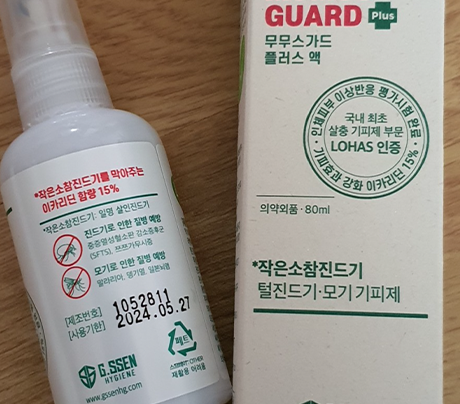 *작은소참진드기를 막아주는
이카리딘 함량 15%
*작은소참진드기: 일명 살인진드기
진드기로 인한 질병 예방
중증열성혈소판 감소증후군
(SFTS), 쯔쯔가무시증
모기로 인한 질병 예방
말라리아, 뎅기열, 일본뇌염
[제조번호] 1052811
[사용기한] 2024.05.27
G.SSEN
HYGIENE
www.gssenhg.com
페트
재활용 어려움
GUARD Plus
무무스가드
플러스 액
인체피부 이상반응 평가시험 완료
국내 최초
살충 기피제 부문
LOHAS 인증
기피효과 강화 이카리딘 15%
의약외품 · 80ml
*작은소참진드기
털진드기·모기 기피제